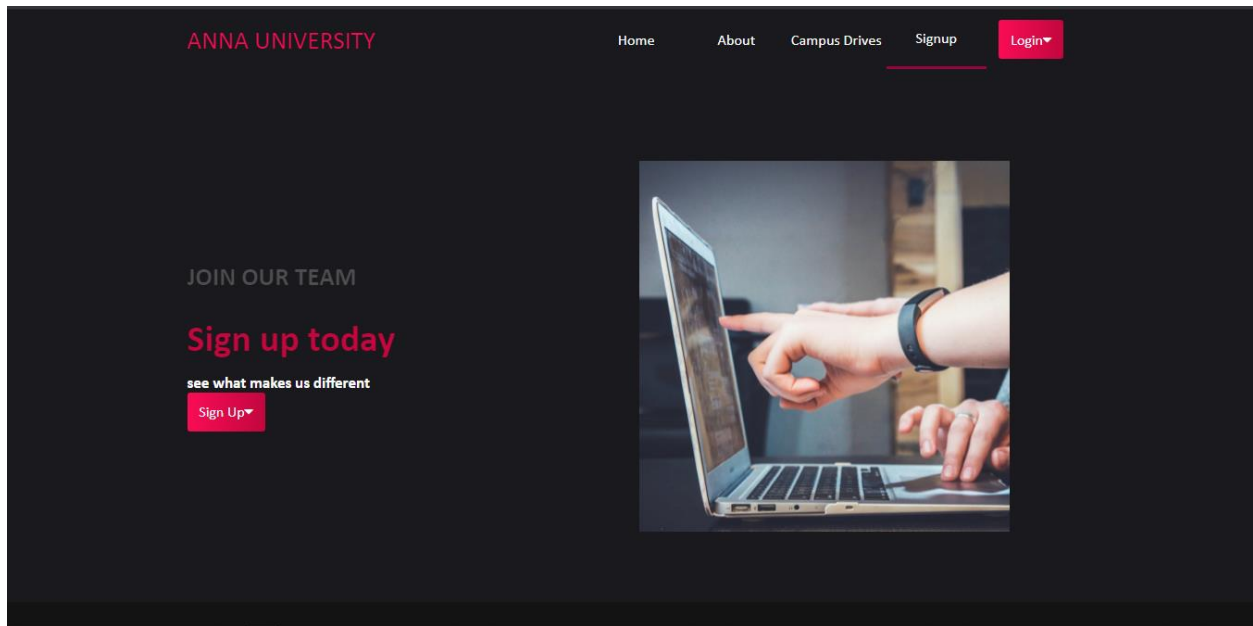 ANNA UNIVERSITY
Home About Campus Drives Signup Login
JOIN OUR TEAM
Sign up today
see what makes us different
Sign Up